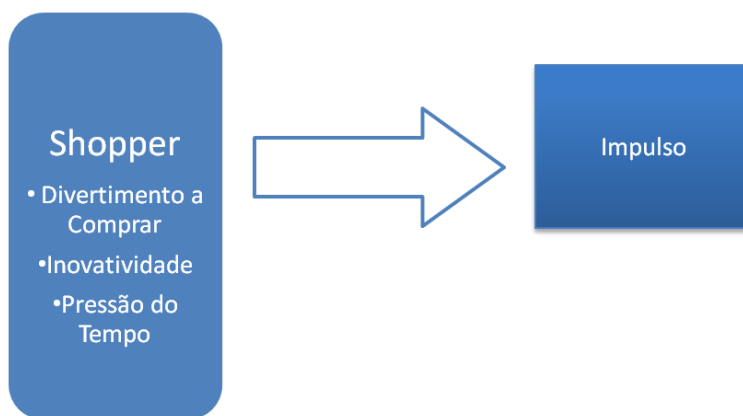 Shopper
• Divertimento a
Comprar
•Inovatividade
•Pressão do
Tempo
Impulso